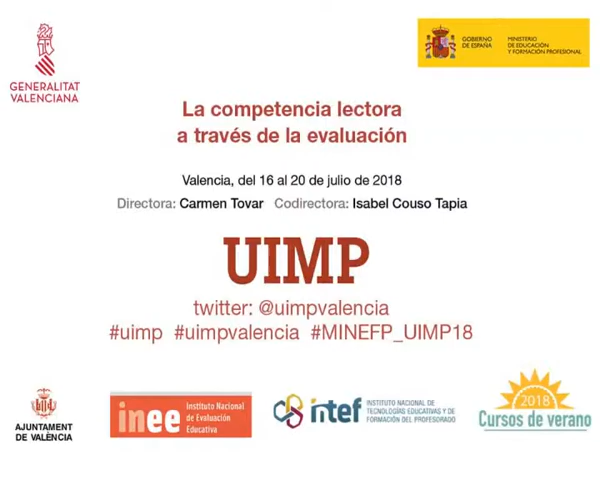 GENERALITAT
VALENCIANA
GOBIERNO
DE ESPAÑA
MINISTERIO
DE EDUCACIÓN
Y FORMACIÓN PROFESIONAL
La competencia lectora
a través de la evaluación
Valencia, del 16 al 20 de julio de 2018
Directora: Carmen Tovar Codirectora: Isabel Couso Tapia
UIMP
twitter: @uimpvalencia
#uimp #uimpvalencia #MINEFP_UIMP18
AJUNTAMENT
DE VALÈNCIA
inee
Instituto Nacional
de Evaluación
Educativa
intef
INSTITUTO NACIONAL DE
TECNOLOGÍAS EDUCATIVAS Y DE
FORMACIÓN DEL PROFESORADO
2018
Cursos de verano